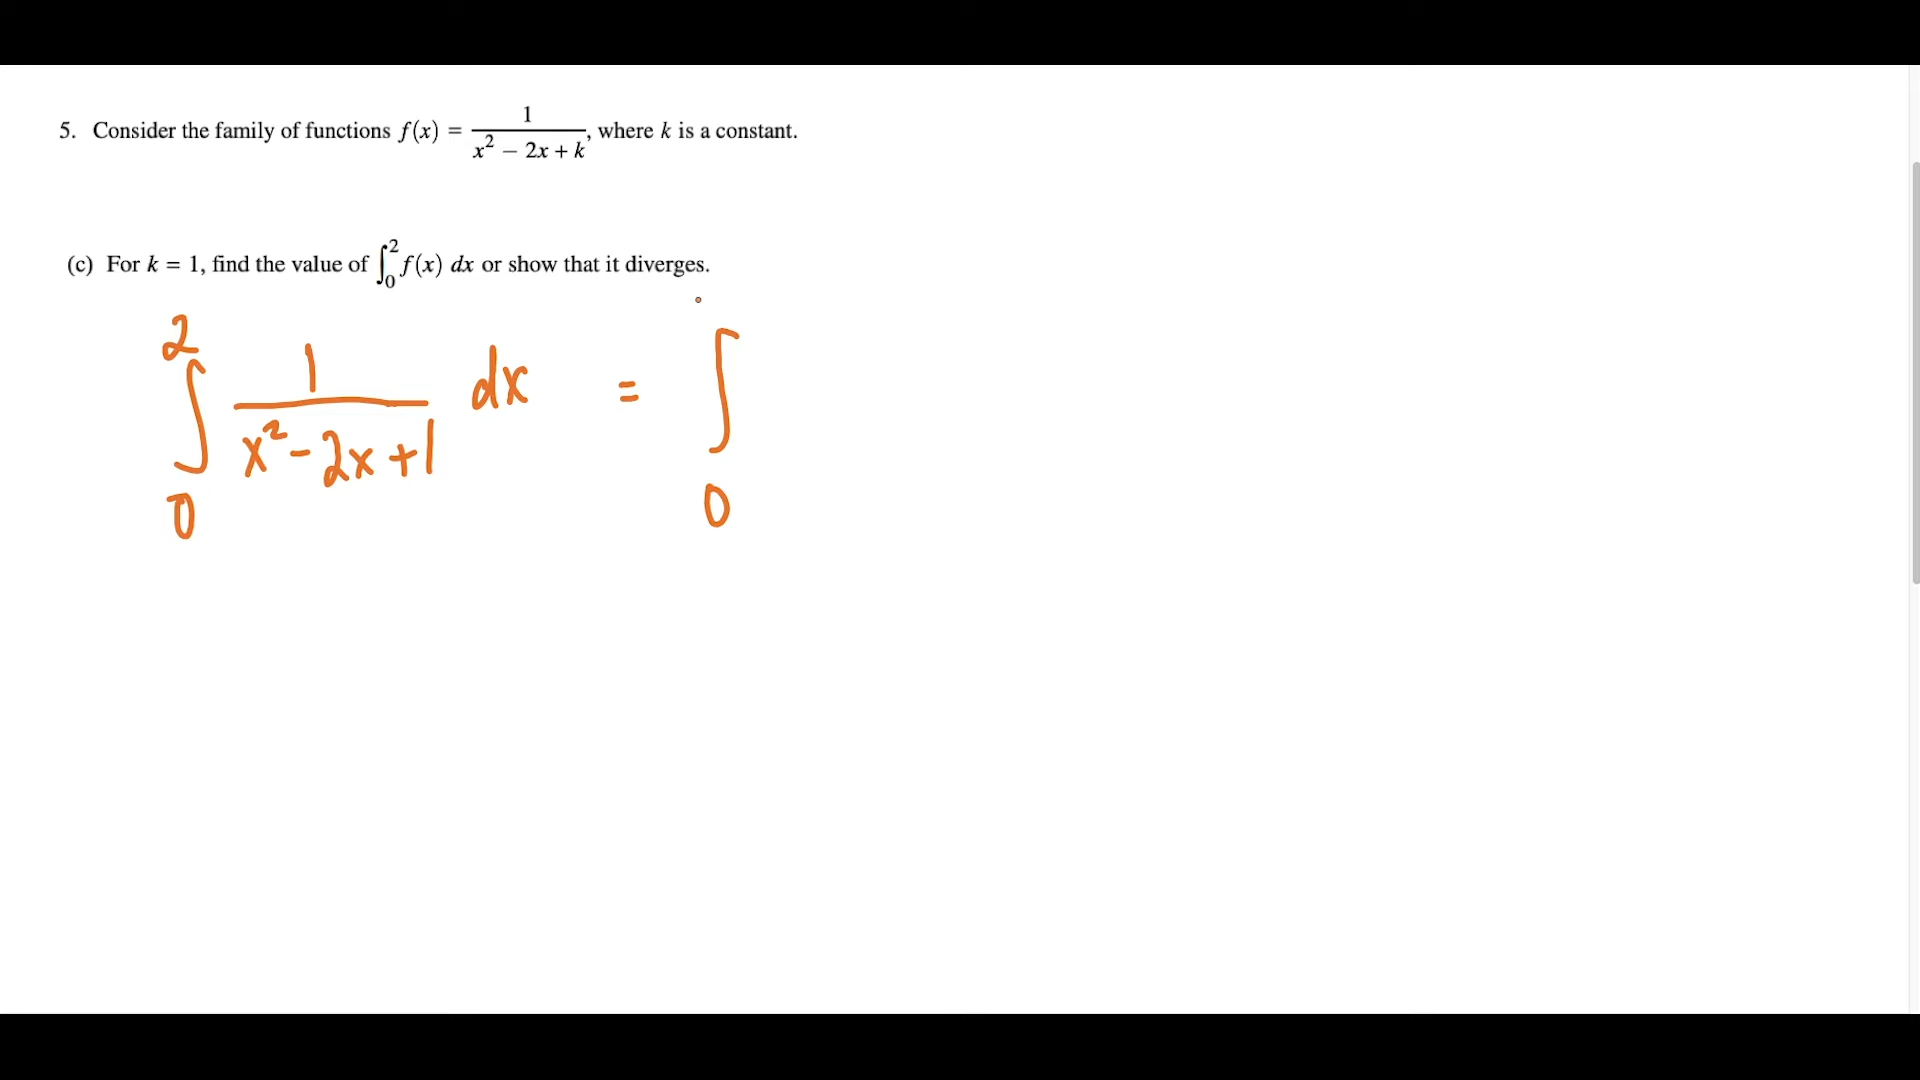 5. Consider the family of functions f(x) = 1/(x² − 2x + k), where k is a constant.
(c) For k = 1, find the value of ∫₀² f(x) dx or show that it diverges.
∫₀² 1/(x² - 2x + 1) dx = ∫₀